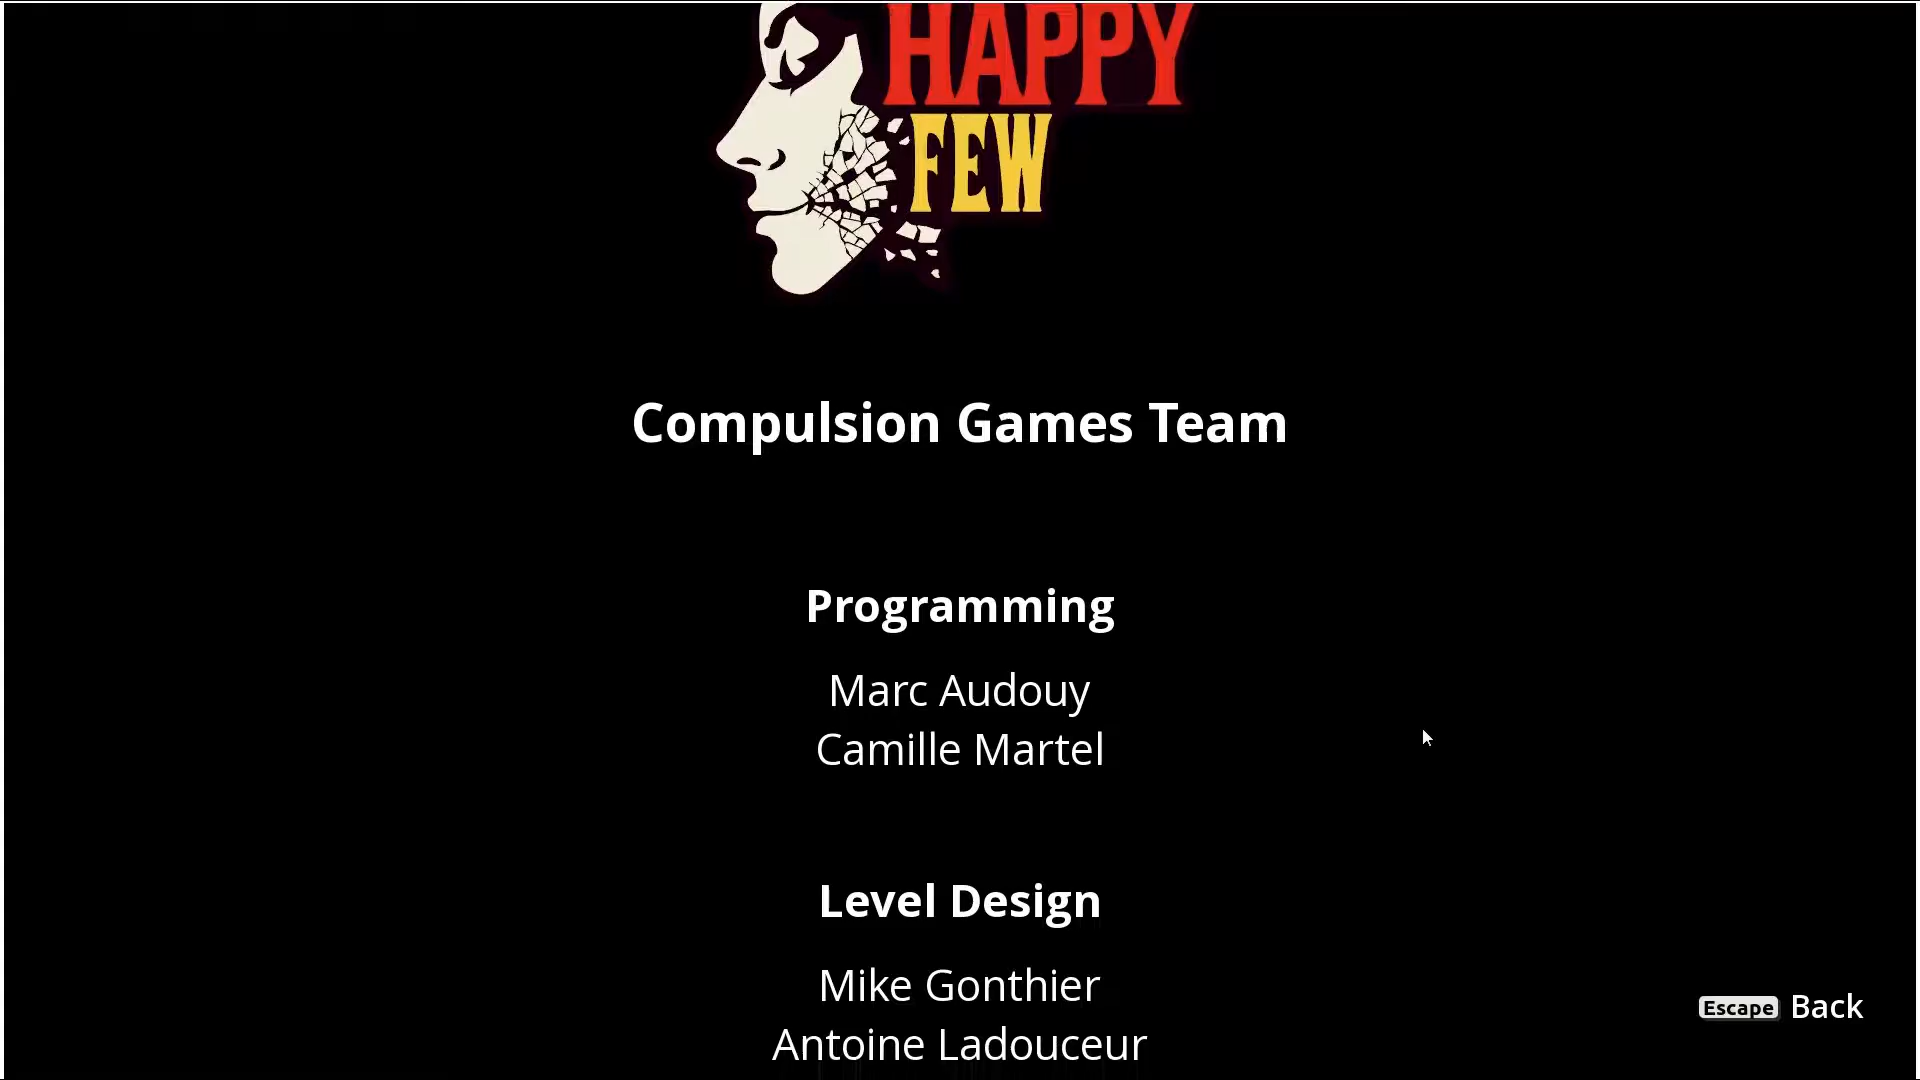 HAPPY
FEW
Compulsion Games Team
Programming
Marc Audouy
Camille Martel
Level Design
Mike Gonthier
Antoine Ladouceur
Escape Back